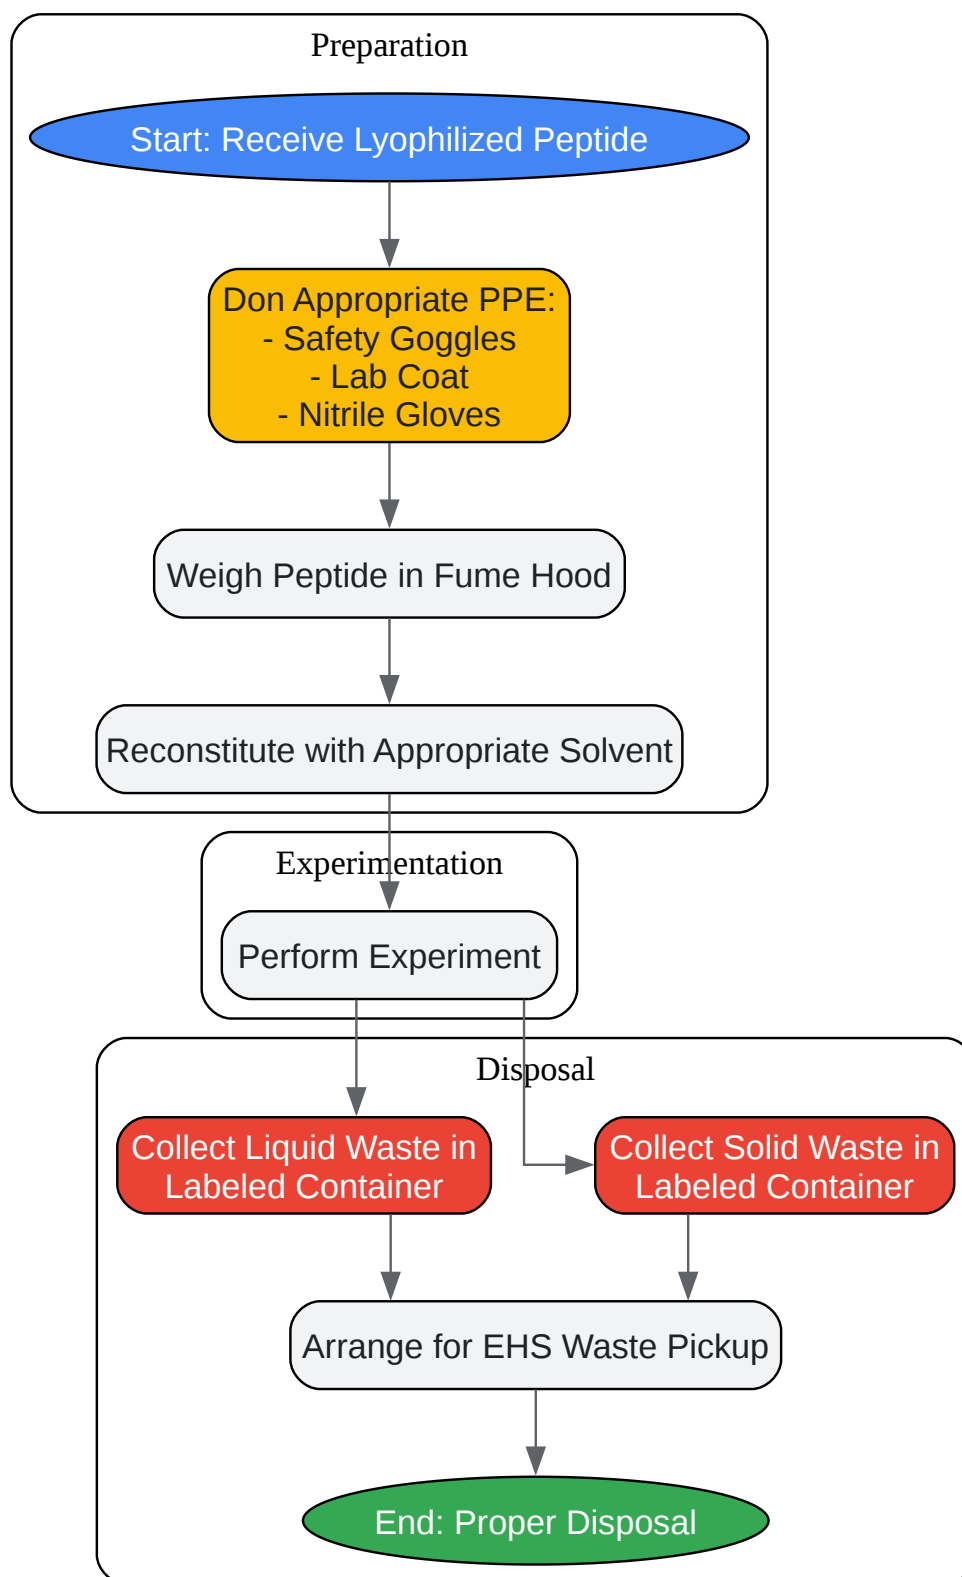 Preparation
Start: Receive Lyophilized Peptide
Don Appropriate PPE:
- Safety Goggles
- Lab Coat
- Nitrile Gloves
Weigh Peptide in Fume Hood
Reconstitute with Appropriate Solvent
Experimentation
Perform Experiment
Disposal
Collect Liquid Waste in
Labeled Container
Collect Solid Waste in
Labeled Container
Arrange for EHS Waste Pickup
End: Proper Disposal